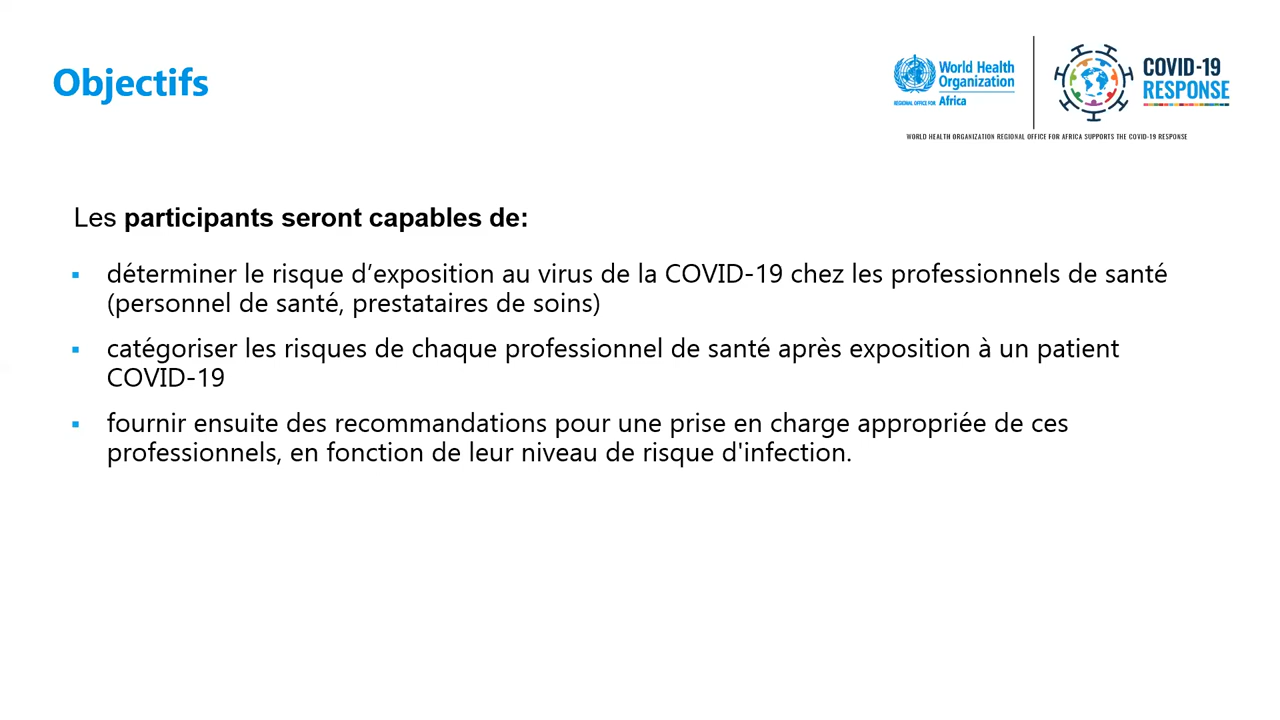 Objectifs
World Health
Organization
REGIONAL OFFICE FOR Africa
COVID-19
RESPONSE
WORLD HEALTH ORGANIZATION REGIONAL OFFICE FOR AFRICA SUPPORTS THE COVID-19 RESPONSE
Les participants seront capables de:
▪ déterminer le risque d’exposition au virus de la COVID-19 chez les professionnels de santé
(personnel de santé, prestataires de soins)
▪ catégoriser les risques de chaque professionnel de santé après exposition à un patient
COVID-19
▪ fournir ensuite des recommandations pour une prise en charge appropriée de ces
professionnels, en fonction de leur niveau de risque d'infection.